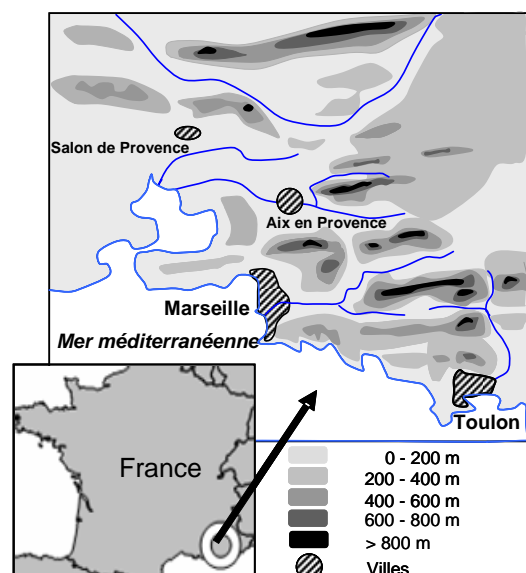 Salon de Provence
Aix en Provence
Marseille
Mer méditerranéenne
Toulon
France
0 - 200 m
200 - 400 m
400 - 600 m
600 - 800 m
> 800 m
Villes